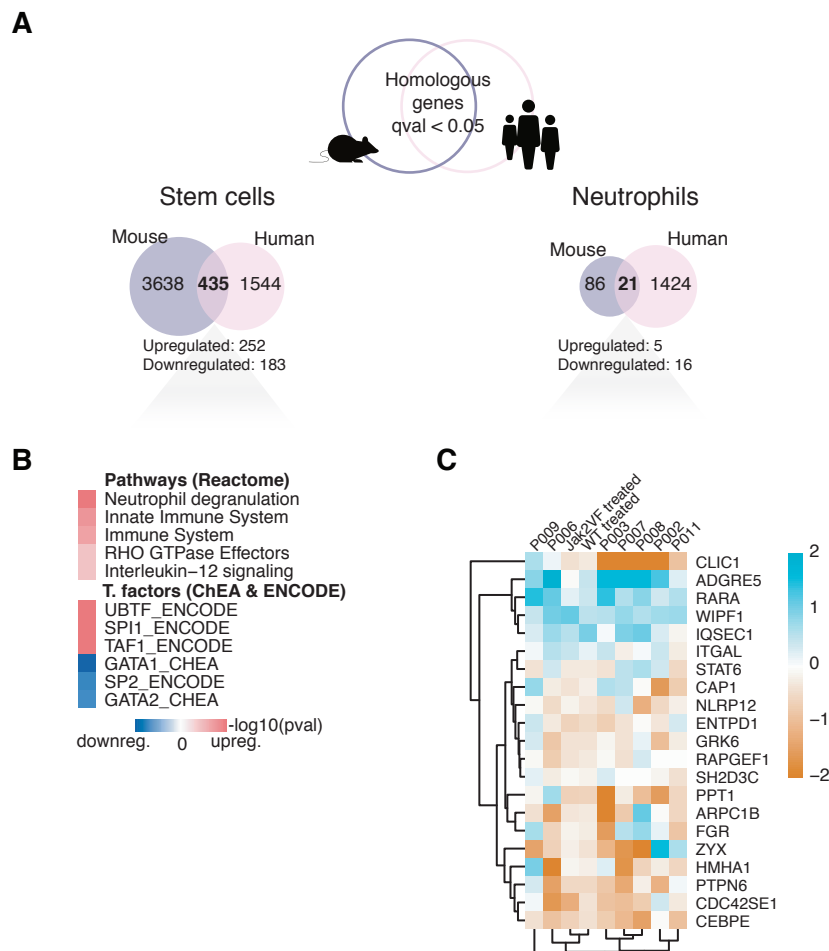 A
Homologous
genes
qval < 0.05
Stem cells
Mouse
Human
3638
435
1544
Upregulated: 252
Downregulated: 183
Neutrophils
Mouse
Human
86
21
1424
Upregulated: 5
Downregulated: 16
B
Pathways (Reactome)
Neutrophil degranulation
Innate Immune System
Immune System
RHO GTPase Effectors
Interleukin-12 signaling
T. factors (ChEA & ENCODE)
UBTF_ENCODE
SPI1_ENCODE
TAF1_ENCODE
GATA1_CHEA
SP2_ENCODE
GATA2_CHEA
-log10(pval)
downreg. 0 upreg.
C
P009
P006
Jak2VF treated
WT treated
P003
P007
P008
P002
P011
CLIC1
ADGRE5
RARA
WIPF1
IQSEC1
ITGAL
STAT6
CAP1
NLRP12
ENTPD1
GRK6
RAPGEF1
SH2D3C
PPT1
ARPC1B
FGR
ZYX
HMHA1
PTPN6
CDC42SE1
CEBPE
2
1
0
−1
−2